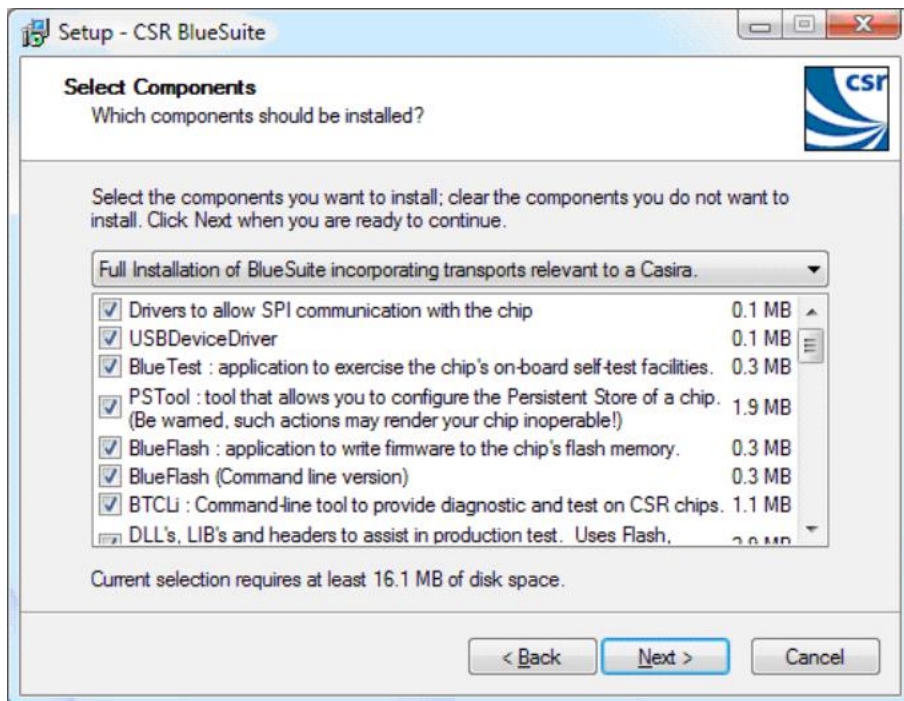 Setup - CSR BlueSuite
Select Components
Which components should be installed?
csr
Select the components you want to install; clear the components you do not want to
install. Click Next when you are ready to continue.
Full Installation of BlueSuite incorporating transports relevant to a Casira.
Drivers to allow SPI communication with the chip 0.1 MB
USBDeviceDriver 0.1 MB
BlueTest : application to exercise the chip's on-board self-test facilities. 0.3 MB
PSTool : tool that allows you to configure the Persistent Store of a chip.
(Be warned, such actions may render your chip inoperable!) 1.9 MB
BlueFlash : application to write firmware to the chip's flash memory. 0.3 MB
BlueFlash (Command line version) 0.3 MB
BTCLi : Command-line tool to provide diagnostic and test on CSR chips. 1.1 MB
DLL's, LIB's and headers to assist in production test. Uses Flash,
Current selection requires at least 16.1 MB of disk space.
< Back Next > Cancel